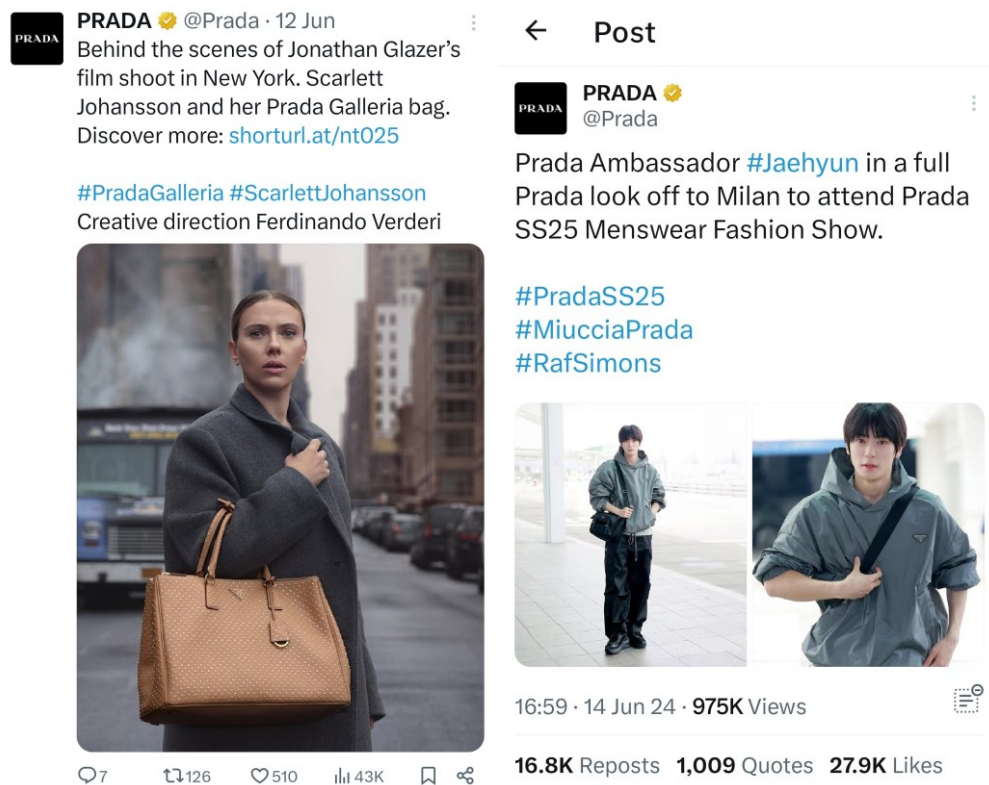 PRADA
PRADA @Prada · 12 Jun
Behind the scenes of Jonathan Glazer's
film shoot in New York. Scarlett
Johansson and her Prada Galleria bag.
Discover more: shorturl.at/nt025
#PradaGalleria #ScarlettJohansson
Creative direction Ferdinando Verderi
7 126 510 43K
Post
PRADA
PRADA
@Prada
Prada Ambassador #Jaehyun in a full
Prada look off to Milan to attend Prada
SS25 Menswear Fashion Show.
#PradaSS25
#MiucciaPrada
#RafSimons
16:59 · 14 Jun 24 · 975K Views
16.8K Reposts 1,009 Quotes 27.9K Likes